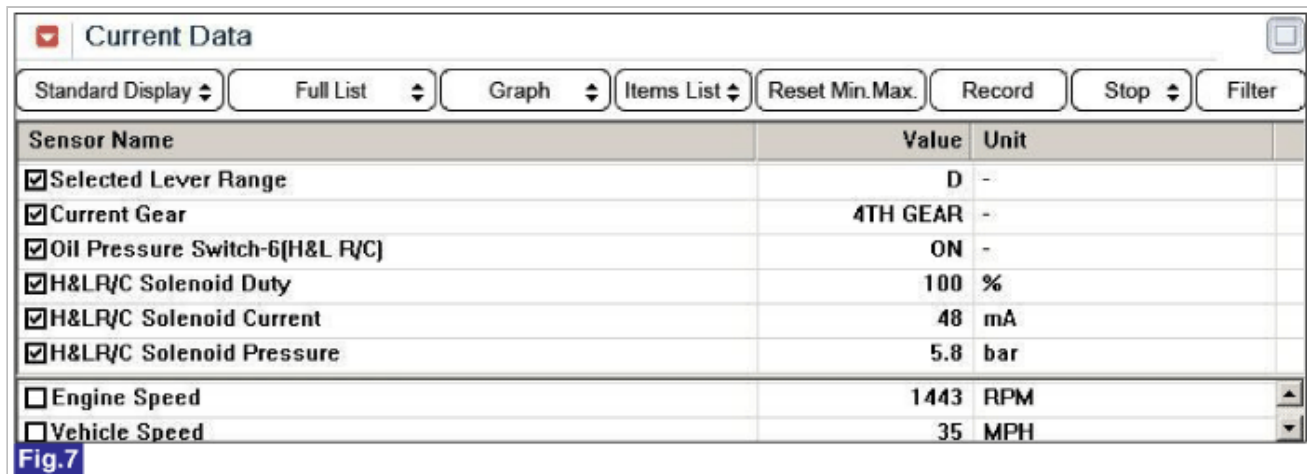 Current Data
Standard Display Full List Graph Items List Reset Min.Max. Record Stop Filter
Sensor Name Value Unit
Selected Lever Range D -
Current Gear 4TH GEAR -
Oil Pressure Switch-6(H&L R/C) ON -
H&LR/C Solenoid Duty 100 %
H&LR/C Solenoid Current 48 mA
H&LR/C Solenoid Pressure 5.8 bar
Engine Speed 1443 RPM
Vehicle Speed 35 MPH
Fig.7